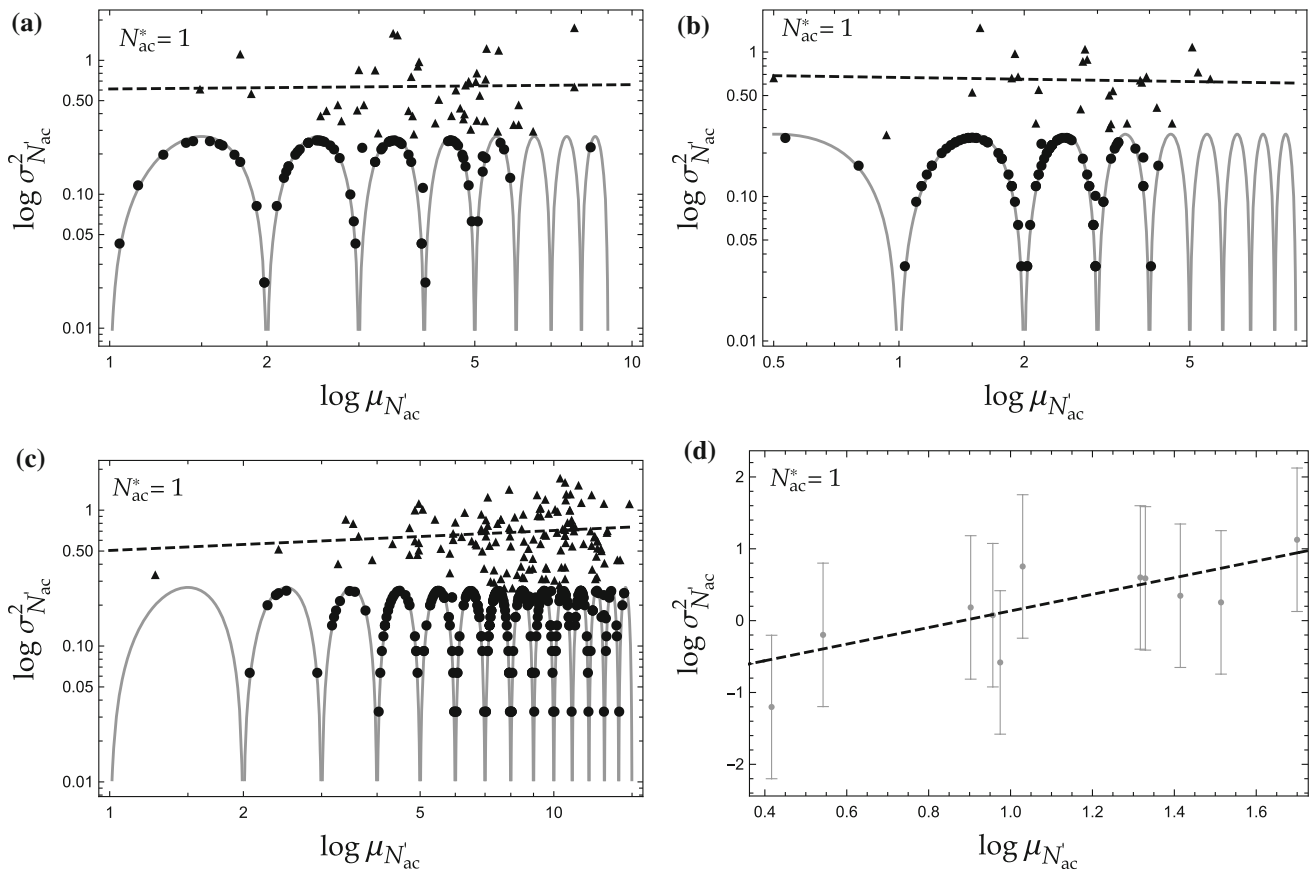 (a)
N*ac = 1
log σ²N'ac
1
0.50
0.10
0.05
0.01
1 2 5 10
log μN'ac
(b)
N*ac = 1
log σ²N'ac
1
0.50
0.10
0.05
0.01
0.5 1 2 5
log μN'ac
(c)
N*ac = 1
log σ²N'ac
1
0.50
0.10
0.05
0.01
1 2 5 10
log μN'ac
(d)
N*ac = 1
log σ²N'ac
2
1
0
−1
−2
0.4 0.6 0.8 1.0 1.2 1.4 1.6
log μN'ac